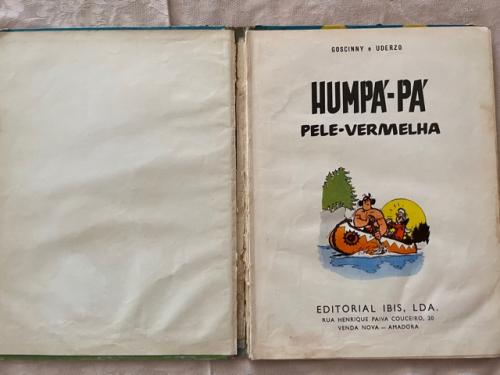 GOSCINNY e UDERZO
HUMPÁ-PÁ
PELE-VERMELHA
EDITORIAL IBIS, LDA.
RUA HENRIQUE PAIVA COUCEIRO, 20
VENDA NOVA — AMADORA